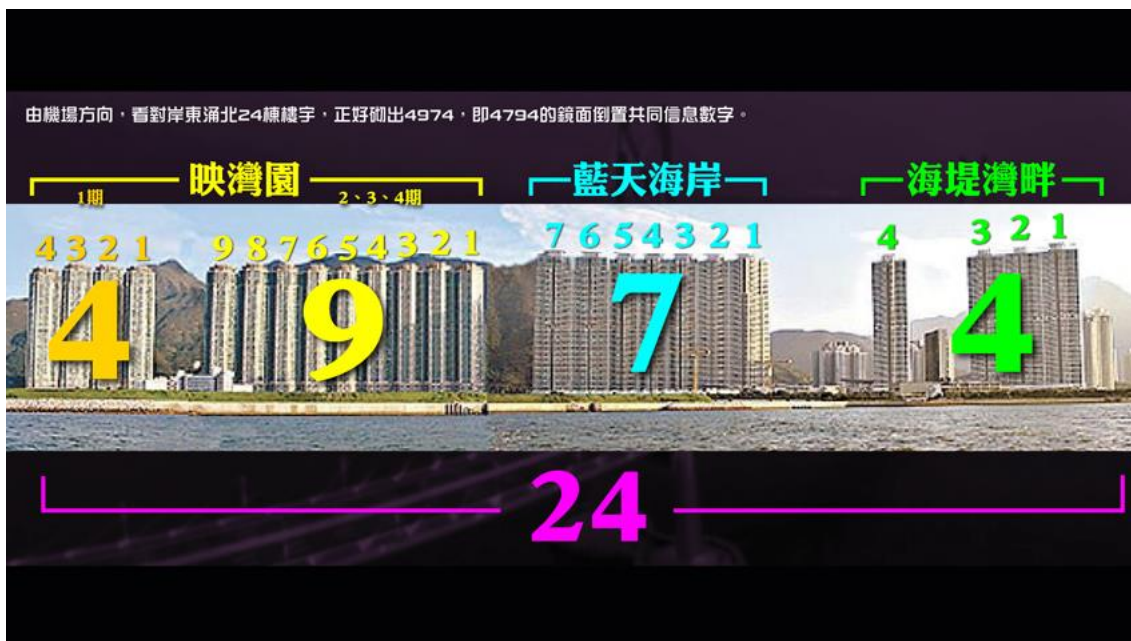 由機場方向，看對岸東涌北24棟樓宇，正好砌出4974，即4794的鏡面倒置共同信息數字。
映灣園 藍天海岸 海堤灣畔
1期 2、3、4期
4 3 2 1 9 8 7 6 5 4 3 2 1 7 6 5 4 3 2 1 4 3 2 1
4 9 7 4
24